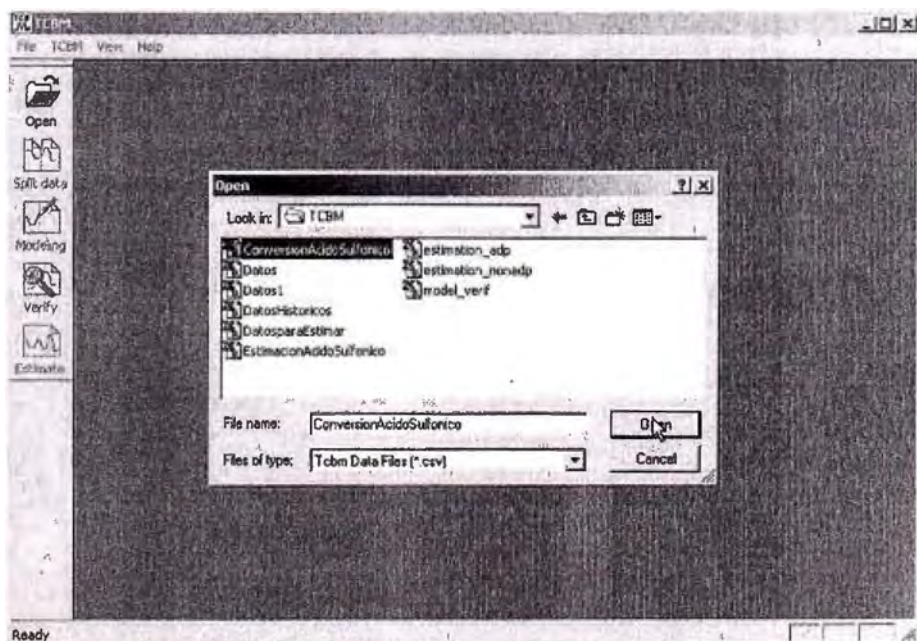 TCBM
File TCBM View Help
Open
Split data
Modeling
Verify
Estimate
Open
Look in: TCBM
ConversionAcidoSulfonico
Datos
Datos1
DatosHistoricos
DatosparaEstimar
EstimacionAcidoSulfonico
estimation_adp
estimation_nonadp
model_verif
File name: ConversionAcidoSulfonico
Open
Files of type: Tcbm Data Files (*.csv)
Cancel
Ready